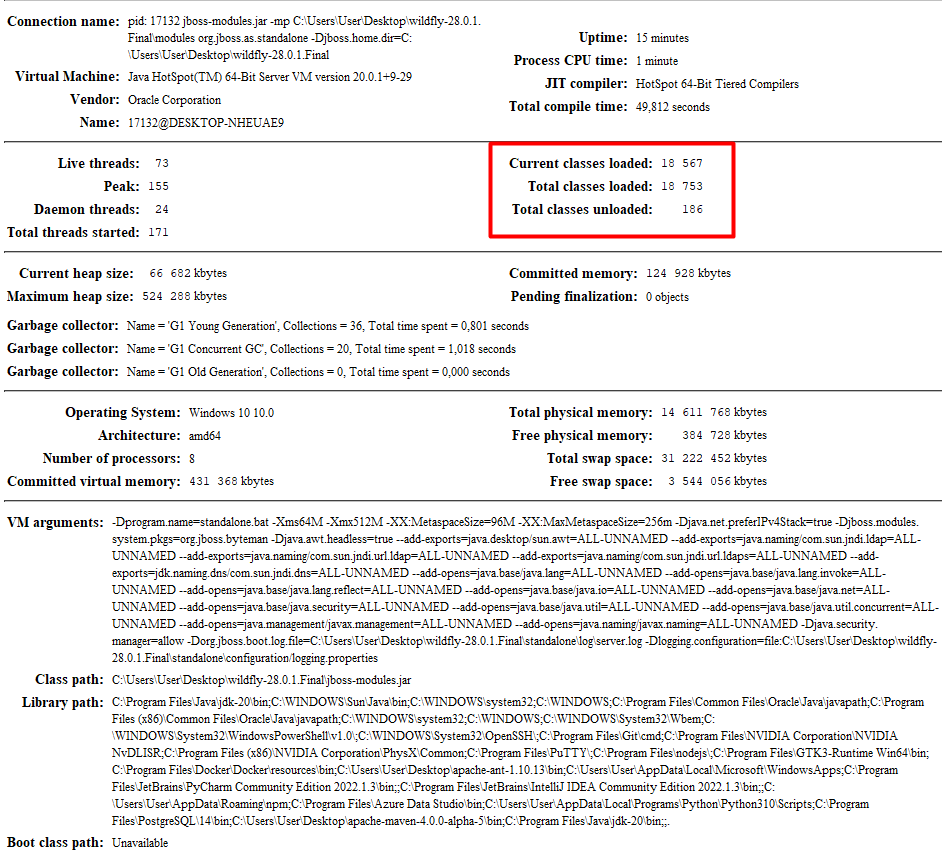 Connection name: pid: 17132 jboss-modules.jar -mp C:\Users\User\Desktop\wildfly-28.0.1.
Final\modules org.jboss.as.standalone -Djboss.home.dir=C:
\Users\User\Desktop\wildfly-28.0.1.Final
Virtual Machine: Java HotSpot(TM) 64-Bit Server VM version 20.0.1+9-29
Vendor: Oracle Corporation
Name: 17132@DESKTOP-NHEUAE9
Uptime: 15 minutes
Process CPU time: 1 minute
JIT compiler: HotSpot 64-Bit Tiered Compilers
Total compile time: 49,812 seconds
Live threads: 73
Peak: 155
Daemon threads: 24
Total threads started: 171
Current classes loaded: 18 567
Total classes loaded: 18 753
Total classes unloaded: 186
Current heap size: 66 682 kbytes
Maximum heap size: 524 288 kbytes
Committed memory: 124 928 kbytes
Pending finalization: 0 objects
Garbage collector: Name = 'G1 Young Generation', Collections = 36, Total time spent = 0,801 seconds
Garbage collector: Name = 'G1 Concurrent GC', Collections = 20, Total time spent = 1,018 seconds
Garbage collector: Name = 'G1 Old Generation', Collections = 0, Total time spent = 0,000 seconds
Operating System: Windows 10 10.0
Architecture: amd64
Number of processors: 8
Committed virtual memory: 431 368 kbytes
Total physical memory: 14 611 768 kbytes
Free physical memory: 384 728 kbytes
Total swap space: 31 222 452 kbytes
Free swap space: 3 544 056 kbytes
VM arguments: -Dprogram.name=standalone.bat -Xms64M -Xmx512M -XX:MetaspaceSize=96M -XX:MaxMetaspaceSize=256m -Djava.net.preferIPv4Stack=true -Djboss.modules.
system.pkgs=org.jboss.byteman -Djava.awt.headless=true --add-exports=java.desktop/sun.awt=ALL-UNNAMED --add-exports=java.naming/com.sun.jndi.ldap=ALL-
UNNAMED --add-exports=java.naming/com.sun.jndi.url.ldap=ALL-UNNAMED --add-exports=java.naming/com.sun.jndi.url.ldaps=ALL-UNNAMED --add-
exports=jdk.naming.dns/com.sun.jndi.dns=ALL-UNNAMED --add-opens=java.base/java.lang=ALL-UNNAMED --add-opens=java.base/java.lang.invoke=ALL-
UNNAMED --add-opens=java.base/java.lang.reflect=ALL-UNNAMED --add-opens=java.base/java.io=ALL-UNNAMED --add-opens=java.base/java.net=ALL-
UNNAMED --add-opens=java.base/java.security=ALL-UNNAMED --add-opens=java.base/java.util=ALL-UNNAMED --add-opens=java.base/java.util.concurrent=ALL-
UNNAMED --add-opens=java.management/javax.management=ALL-UNNAMED --add-opens=java.naming/javax.naming=ALL-UNNAMED -Djava.security.
manager=allow -Dorg.jboss.boot.log.file=C:\Users\User\Desktop\wildfly-28.0.1.Final\standalone\log\server.log -Dlogging.configuration=file:C:\Users\User\Desktop\wildfly-
28.0.1.Final\standalone\configuration/logging.properties
Class path: C:\Users\User\Desktop\wildfly-28.0.1.Final\jboss-modules.jar
Library path: C:\Program Files\Java\jdk-20\bin;C:\WINDOWS\Sun\Java\bin;C:\WINDOWS\system32;C:\WINDOWS;C:\Program Files\Common Files\Oracle\Java\javapath;C:\Program
Files (x86)\Common Files\Oracle\Java\javapath;C:\WINDOWS\system32;C:\WINDOWS;C:\WINDOWS\System32\Wbem;C:
\WINDOWS\System32\WindowsPowerShell\v1.0\;C:\WINDOWS\System32\OpenSSH\;C:\Program Files\Git\cmd;C:\Program Files\NVIDIA Corporation\NVIDIA
NvDLISR;C:\Program Files (x86)\NVIDIA Corporation\PhysX\Common;C:\Program Files\PuTTY\;C:\Program Files\nodejs\;C:\Program Files\GTK3-Runtime Win64\bin;
C:\Program Files\Docker\Docker\resources\bin;C:\Users\User\Desktop\apache-ant-1.10.13\bin;C:\Users\User\AppData\Local\Microsoft\WindowsApps;C:\Program
Files\JetBrains\PyCharm Community Edition 2022.1.3\bin;;C:\Program Files\JetBrains\IntelliJ IDEA Community Edition 2022.1.3\bin;;C:
\Users\User\AppData\Roaming\npm;C:\Program Files\Azure Data Studio\bin;C:\Users\User\AppData\Local\Programs\Python\Python310\Scripts;C:\Program
Files\PostgreSQL\14\bin;C:\Users\User\Desktop\apache-maven-4.0.0-alpha-5\bin;C:\Program Files\Java\jdk-20\bin;;.
Boot class path: Unavailable